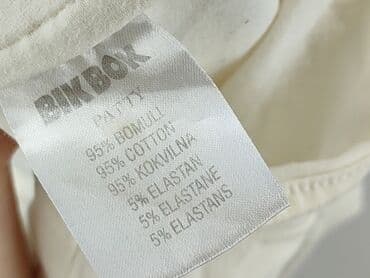 BIKBOK
PATTY
95% BOMULL
95% COTTON
95% KOKVILNA
5% ELASTAN
5% ELASTANE
5% ELASTANS